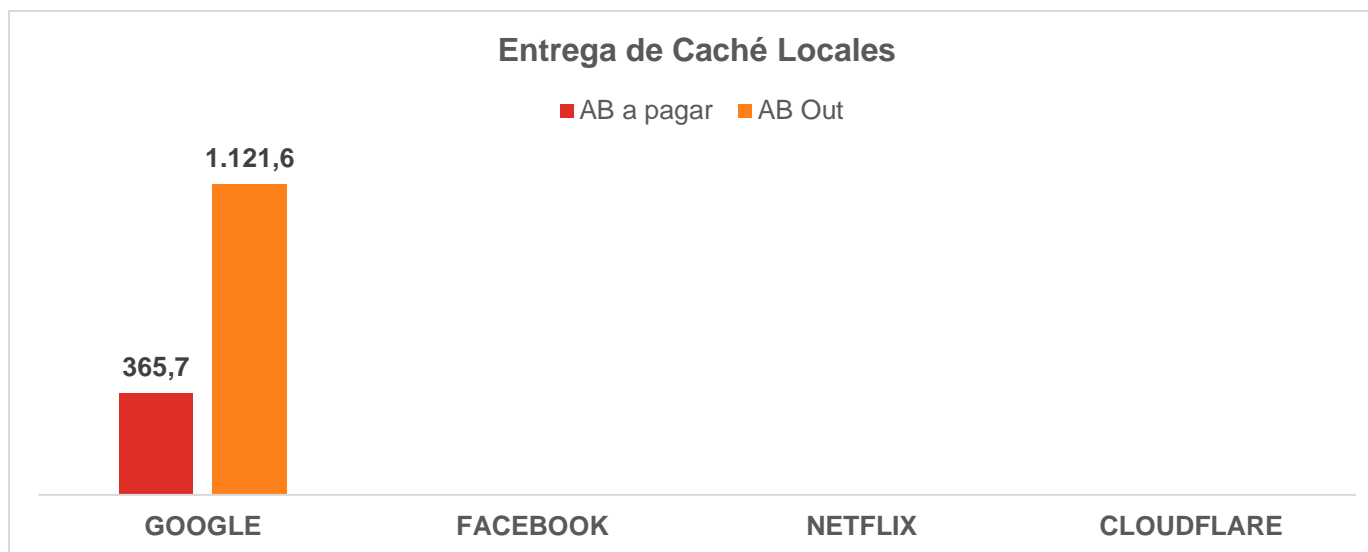 Entrega de Caché Locales
AB a pagar AB Out
1.121,6
365,7
GOOGLE FACEBOOK NETFLIX CLOUDFLARE